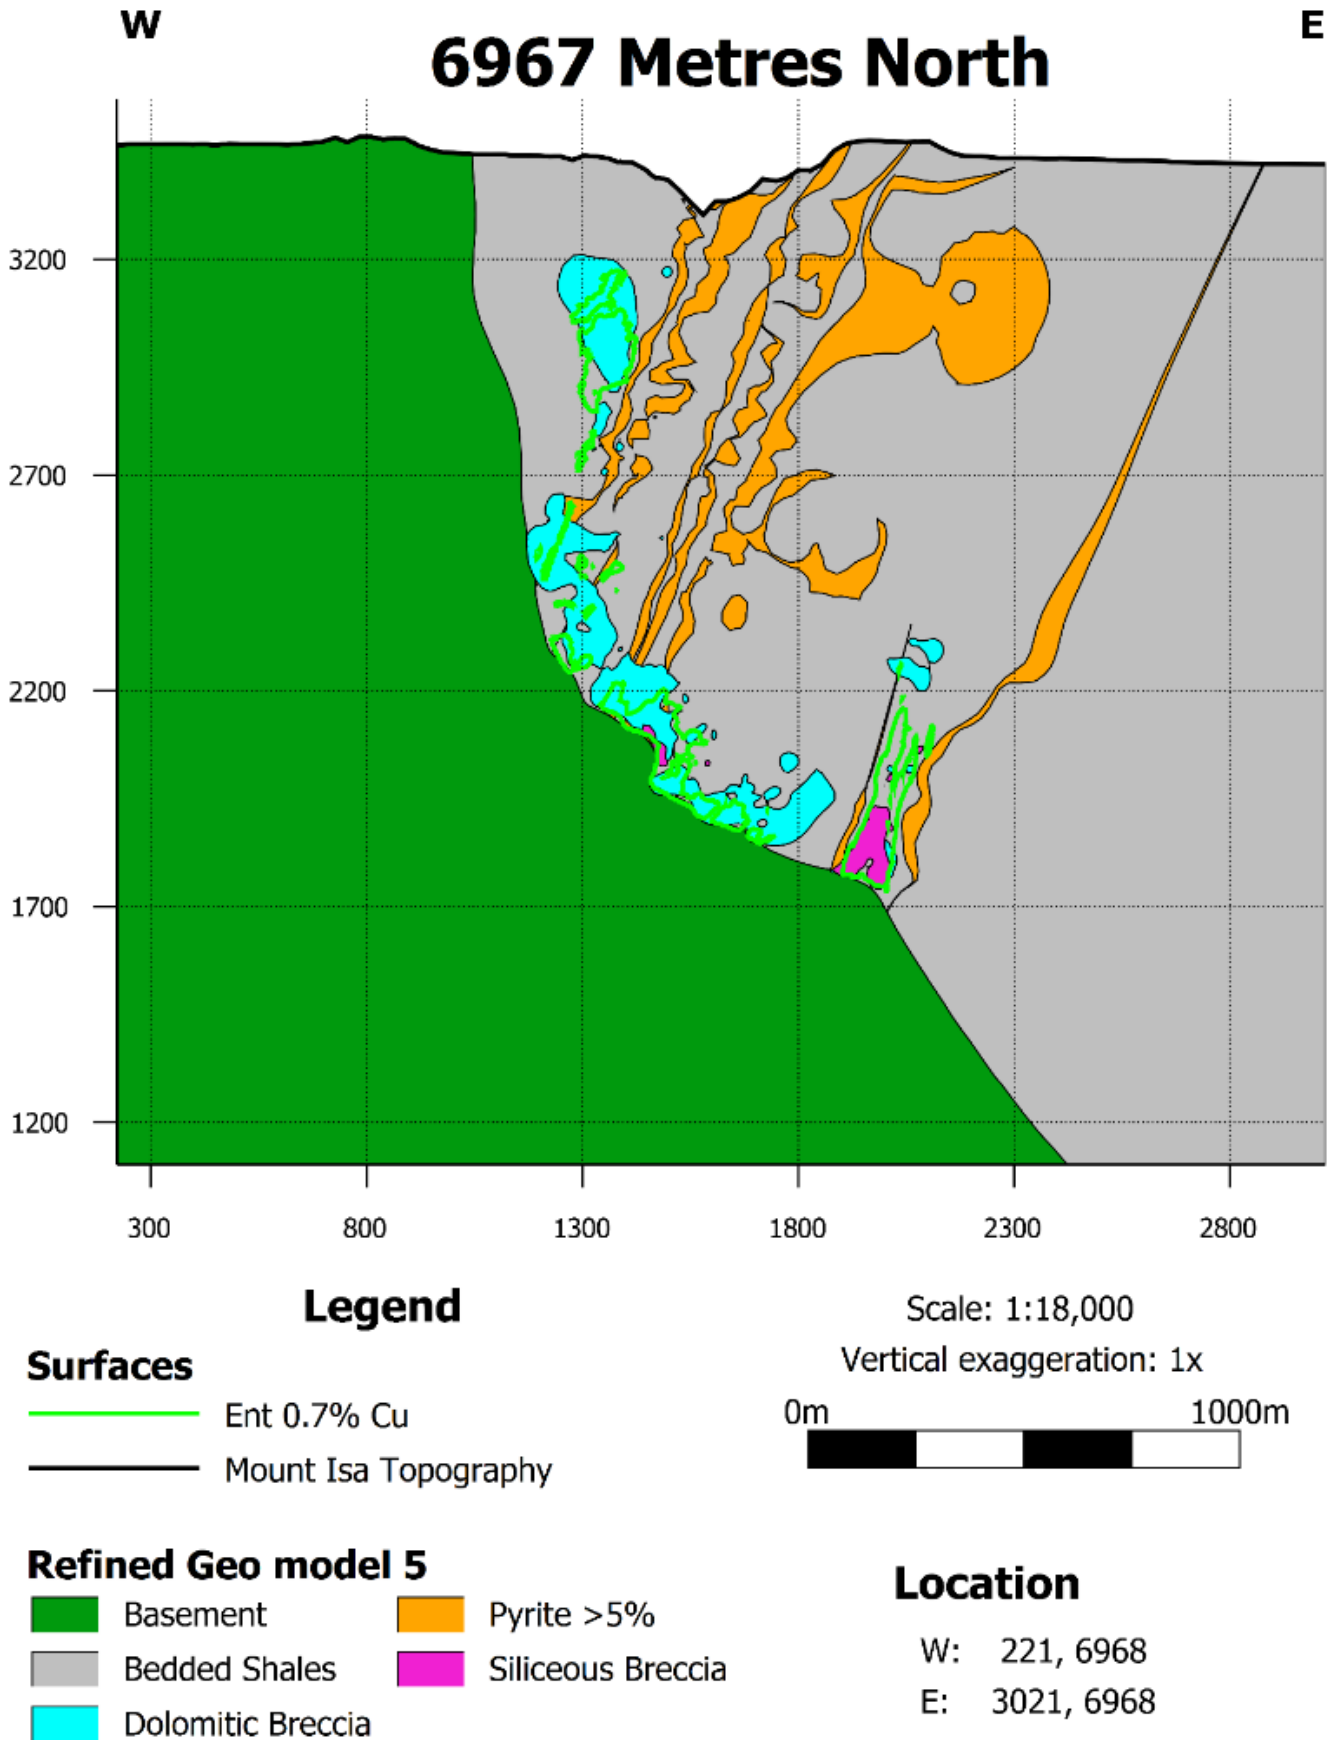 W
E
6967 Metres North
3200
2700
2200
1700
1200
300 800 1300 1800 2300 2800
Legend
Surfaces
Ent 0.7% Cu
Mount Isa Topography
Scale: 1:18,000
Vertical exaggeration: 1x
0m 1000m
Refined Geo model 5
Basement
Bedded Shales
Dolomitic Breccia
Pyrite >5%
Siliceous Breccia
Location
W: 221, 6968
E: 3021, 6968